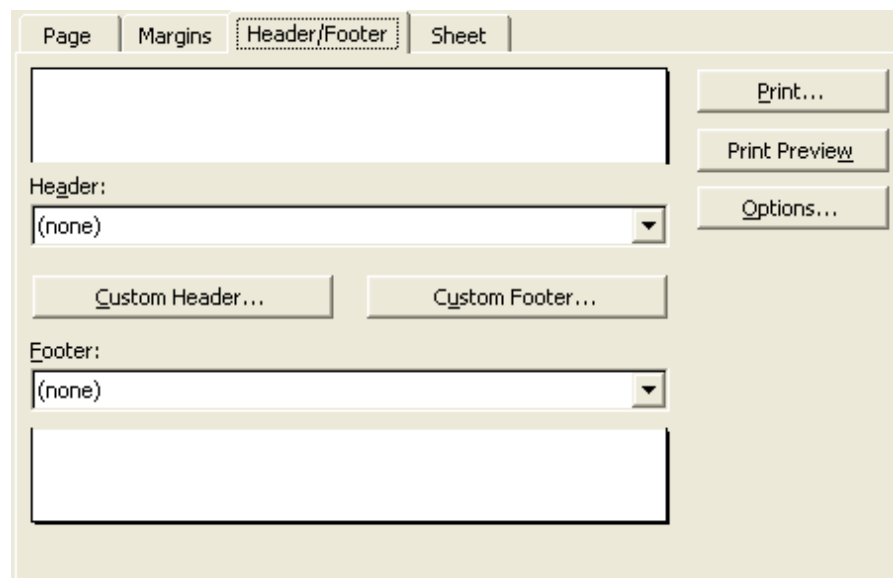 Page Margins Header/Footer Sheet
Print...
Print Preview
Header:
Options...
(none)
Custom Header... Custom Footer...
Footer:
(none)